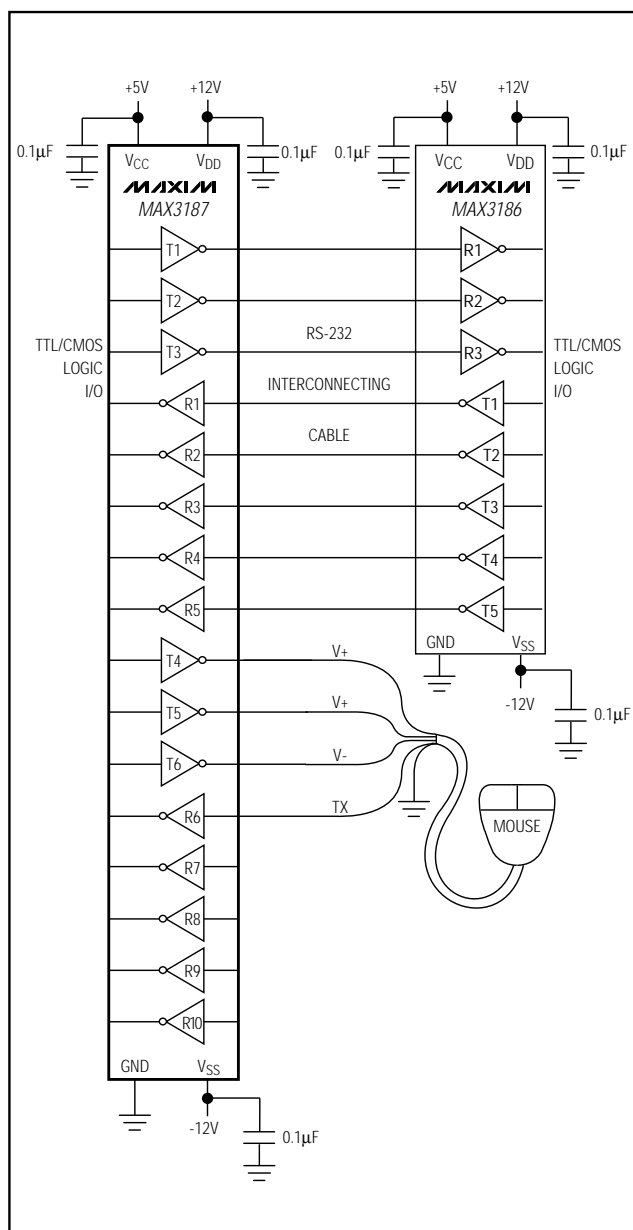 +5V +12V +5V +12V
0.1µF 0.1µF 0.1µF 0.1µF
VCC VDD VCC VDD
MAXIM MAXIM
MAX3187 MAX3186
T1 R1
T2 R2
RS-232
TTL/CMOS T3 R3 TTL/CMOS
LOGIC LOGIC
I/O R1 INTERCONNECTING T1 I/O
R2 CABLE T2
R3 T3
R4 T4
R5 T5
GND VSS
T4 V+
-12V
0.1µF
T5 V+
T6 V-
R6 TX MOUSE
R7
R8
R9
R10
GND VSS
-12V
0.1µF